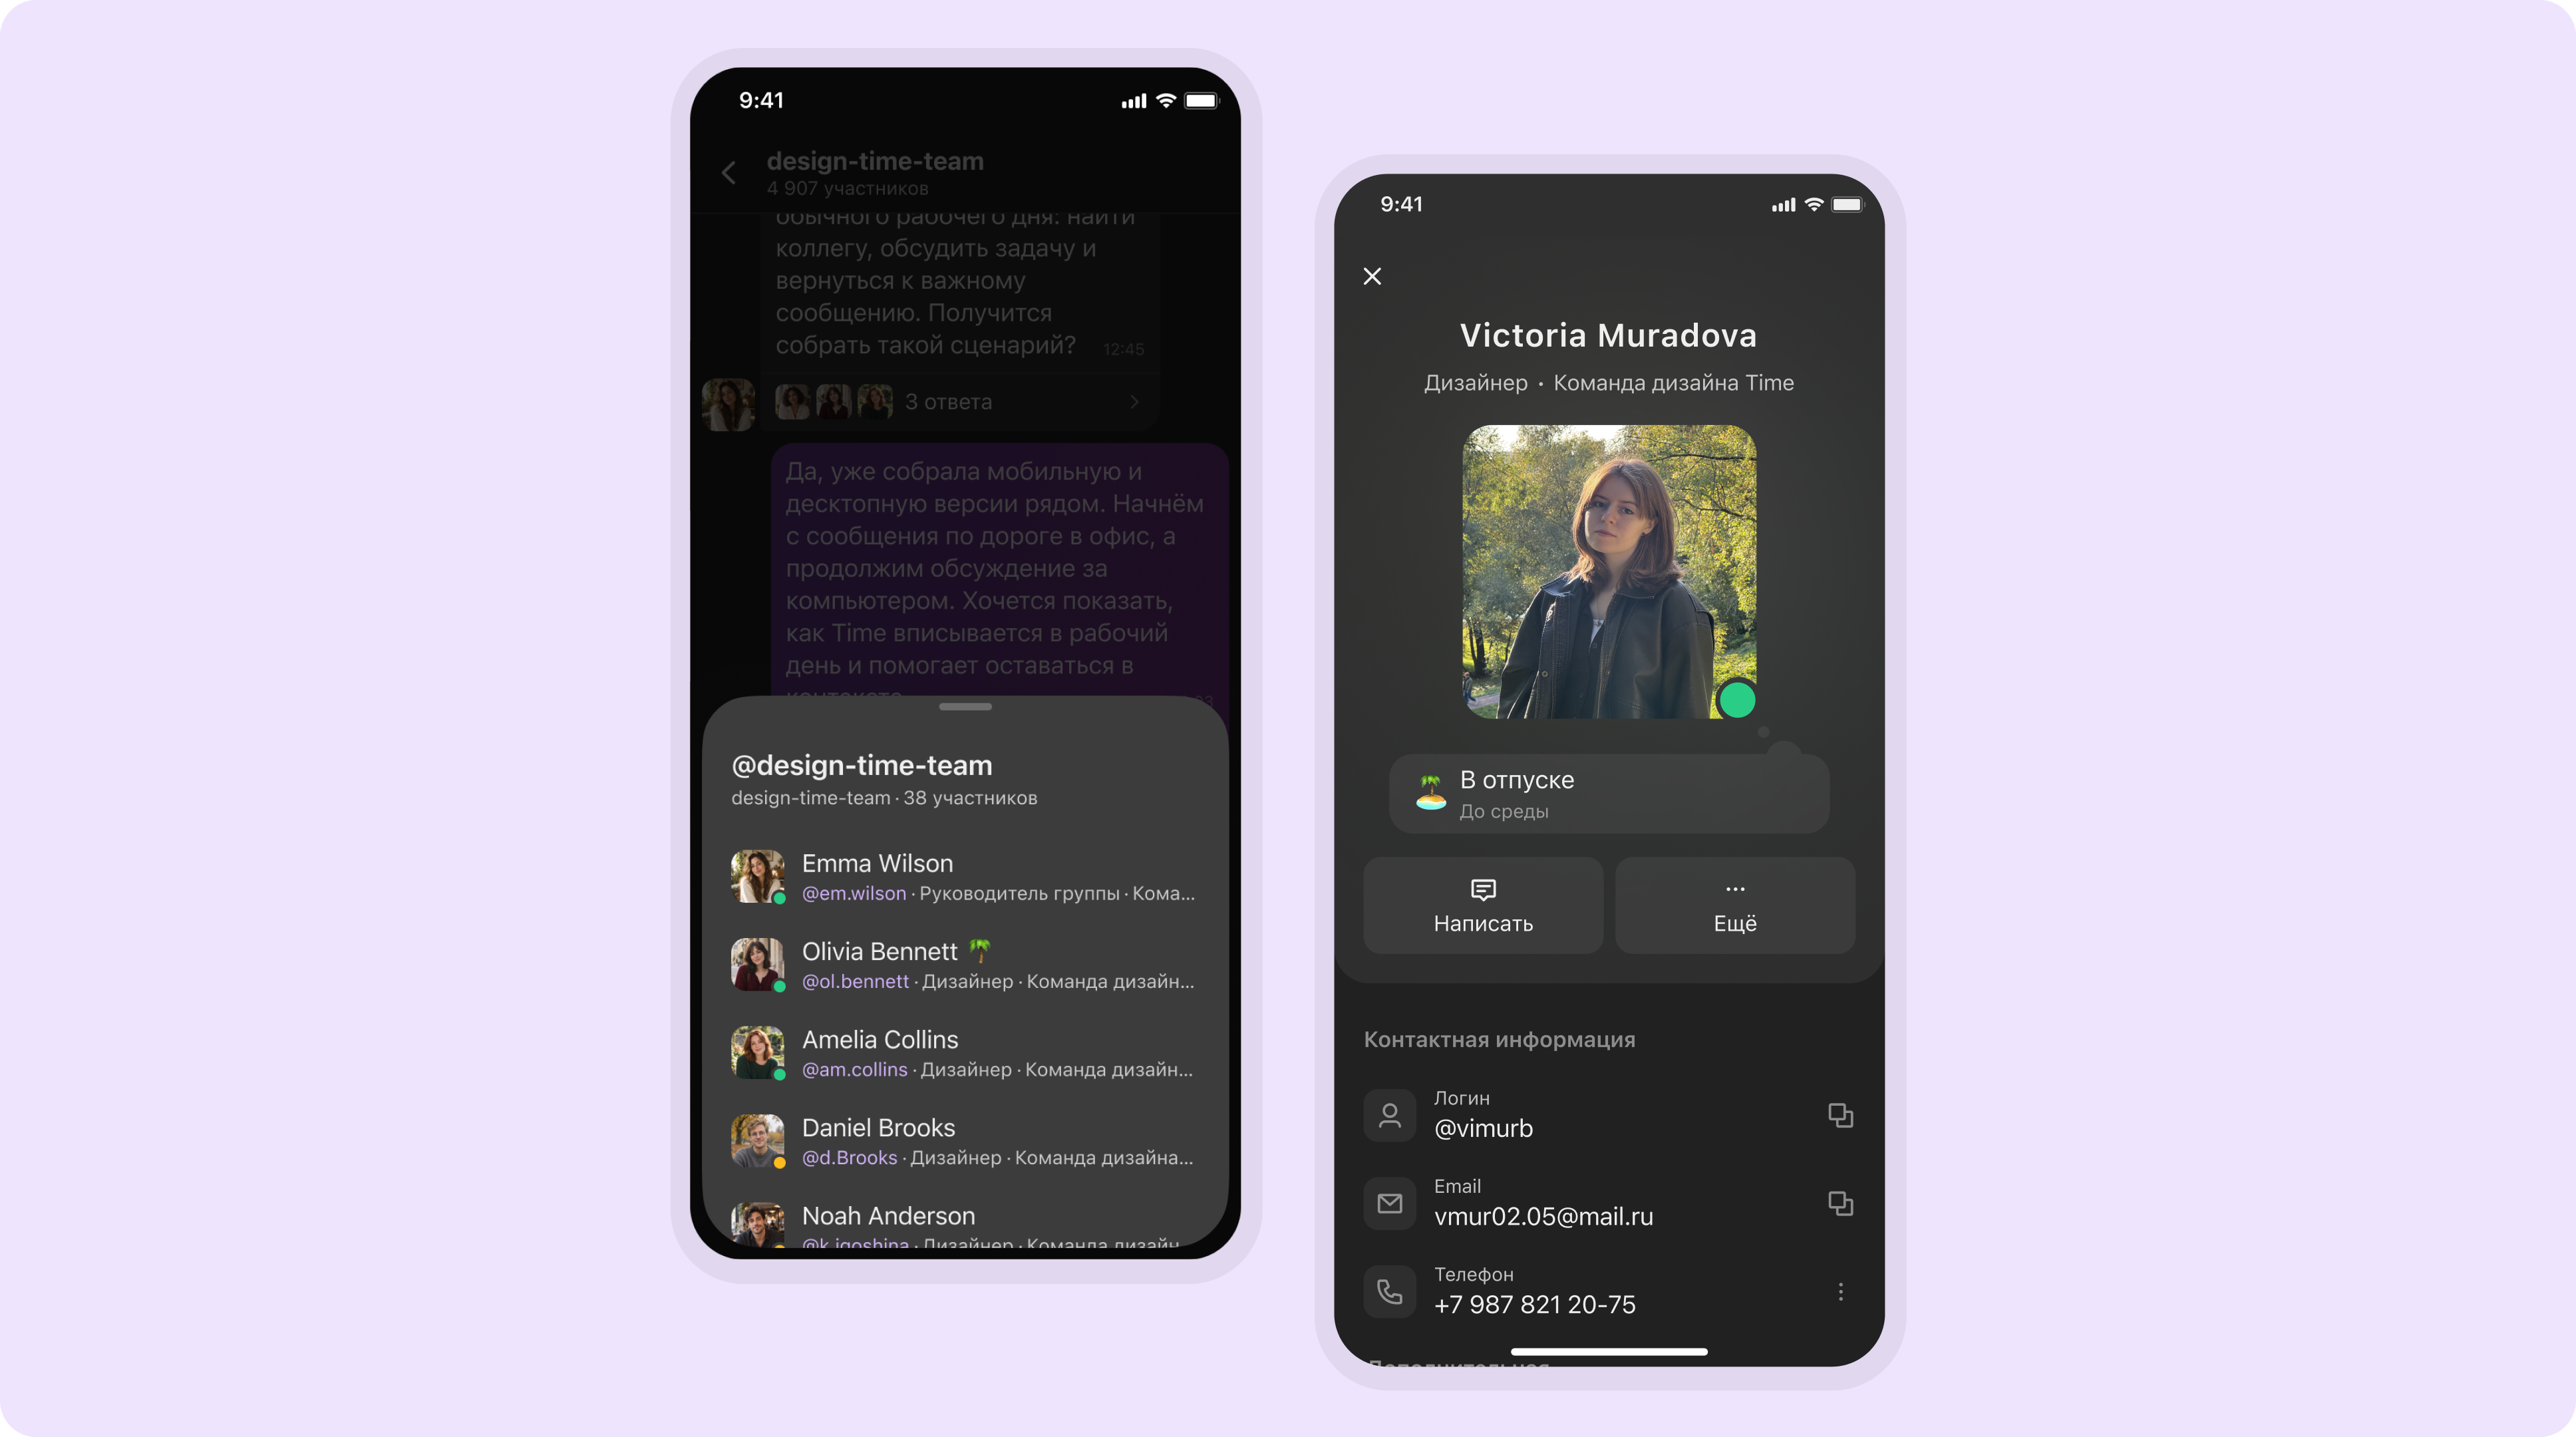 9:41
design-time-team
4 907 участников
обычного рабочего дня: найти
коллегу, обсудить задачу и
вернуться к важному
сообщению. Получится
собрать такой сценарий?
12:45
3 ответа
Да, уже собрала мобильную и
десктопную версии рядом. Начнём
с сообщения по дороге в офис, а
продолжим обсуждение за
компьютером. Хочется показать,
как Time вписывается в рабочий
день и помогает оставаться в
@design-time-team
design-time-team · 38 участников
Emma Wilson
@em.wilson · Руководитель группы · Кома...
Olivia Bennett 🌴
@ol.bennett · Дизайнер · Команда дизайн...
Amelia Collins
@am.collins · Дизайнер · Команда дизайн...
Daniel Brooks
@d.Brooks · Дизайнер · Команда дизайна...
Noah Anderson
@k.igoshina · Дизайнер · Команда дизайн...
9:41
Victoria Muradova
Дизайнер · Команда дизайна Time
🏝️ В отпуске
До среды
Написать
Ещё
Контактная информация
Логин
@vimurb
Email
vmur02.05@mail.ru
Телефон
+7 987 821 20-75